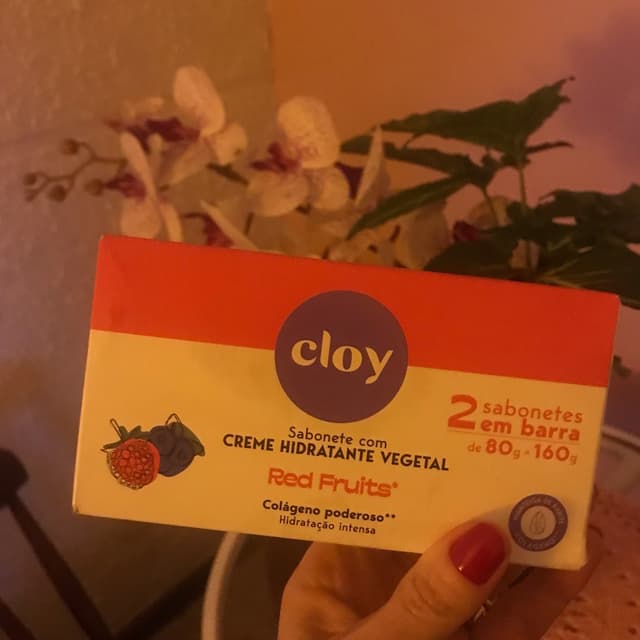 cloy
Sabonete com
CREME HIDRATANTE VEGETAL
Red Fruits*
Colágeno poderoso**
Hidratação intensa
2 sabonetes
em barra
de 80g = 160g